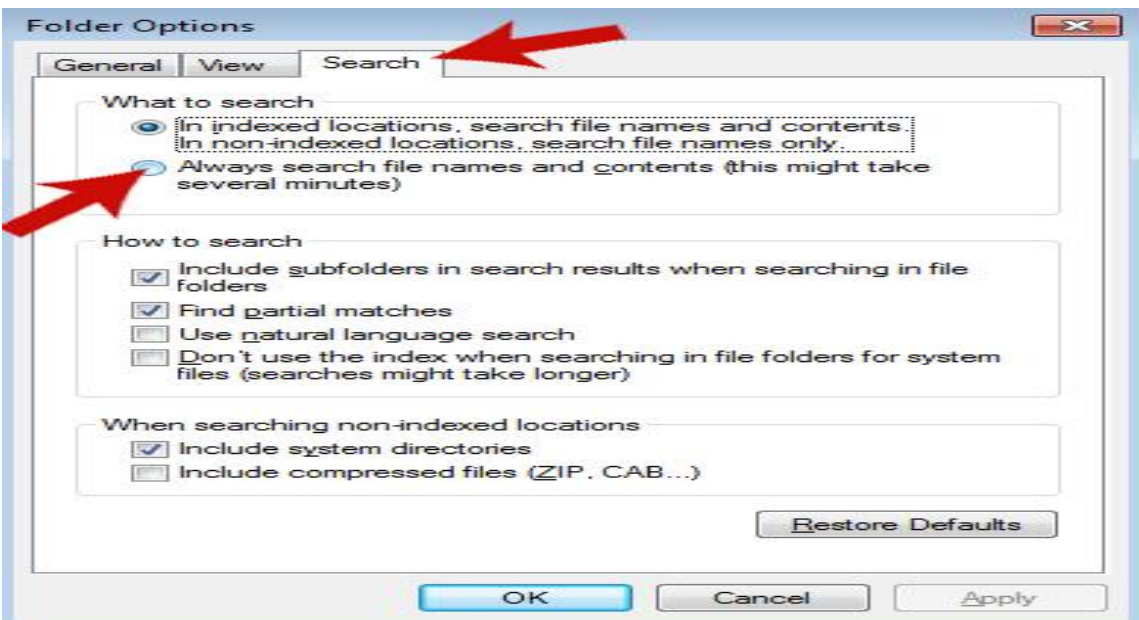 Folder Options
General View Search
What to search
In indexed locations, search file names and contents.
In non-indexed locations, search file names only.
Always search file names and contents (this might take
several minutes)
How to search
Include subfolders in search results when searching in file
folders
Find partial matches
Use natural language search
Don't use the index when searching in file folders for system
files (searches might take longer)
When searching non-indexed locations
Include system directories
Include compressed files (ZIP, CAB...)
Restore Defaults
OK Cancel Apply